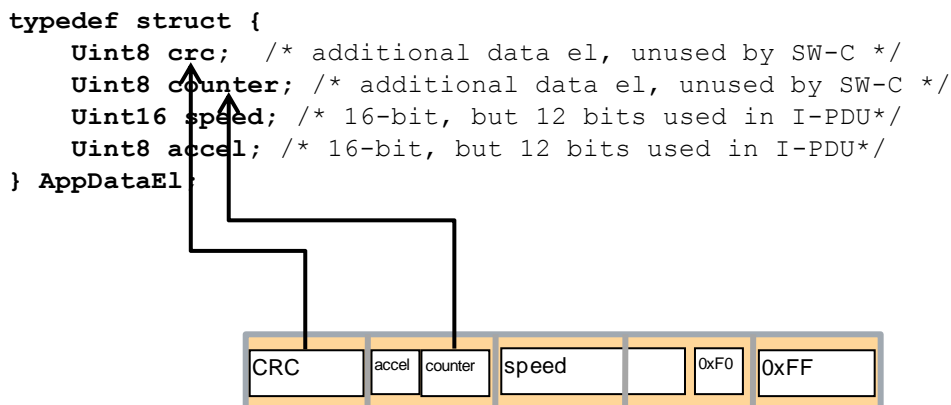 typedef struct {
Uint8 crc; /* additional data el, unused by SW-C */
Uint8 counter; /* additional data el, unused by SW-C */
Uint16 speed; /* 16-bit, but 12 bits used in I-PDU*/
Uint8 accel; /* 16-bit, but 12 bits used in I-PDU*/
} AppDataEl;
CRC accel counter speed 0xF0 0xFF